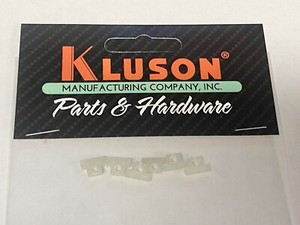 KLUSON®
MANUFACTURING COMPANY, INC.
Parts & Hardware